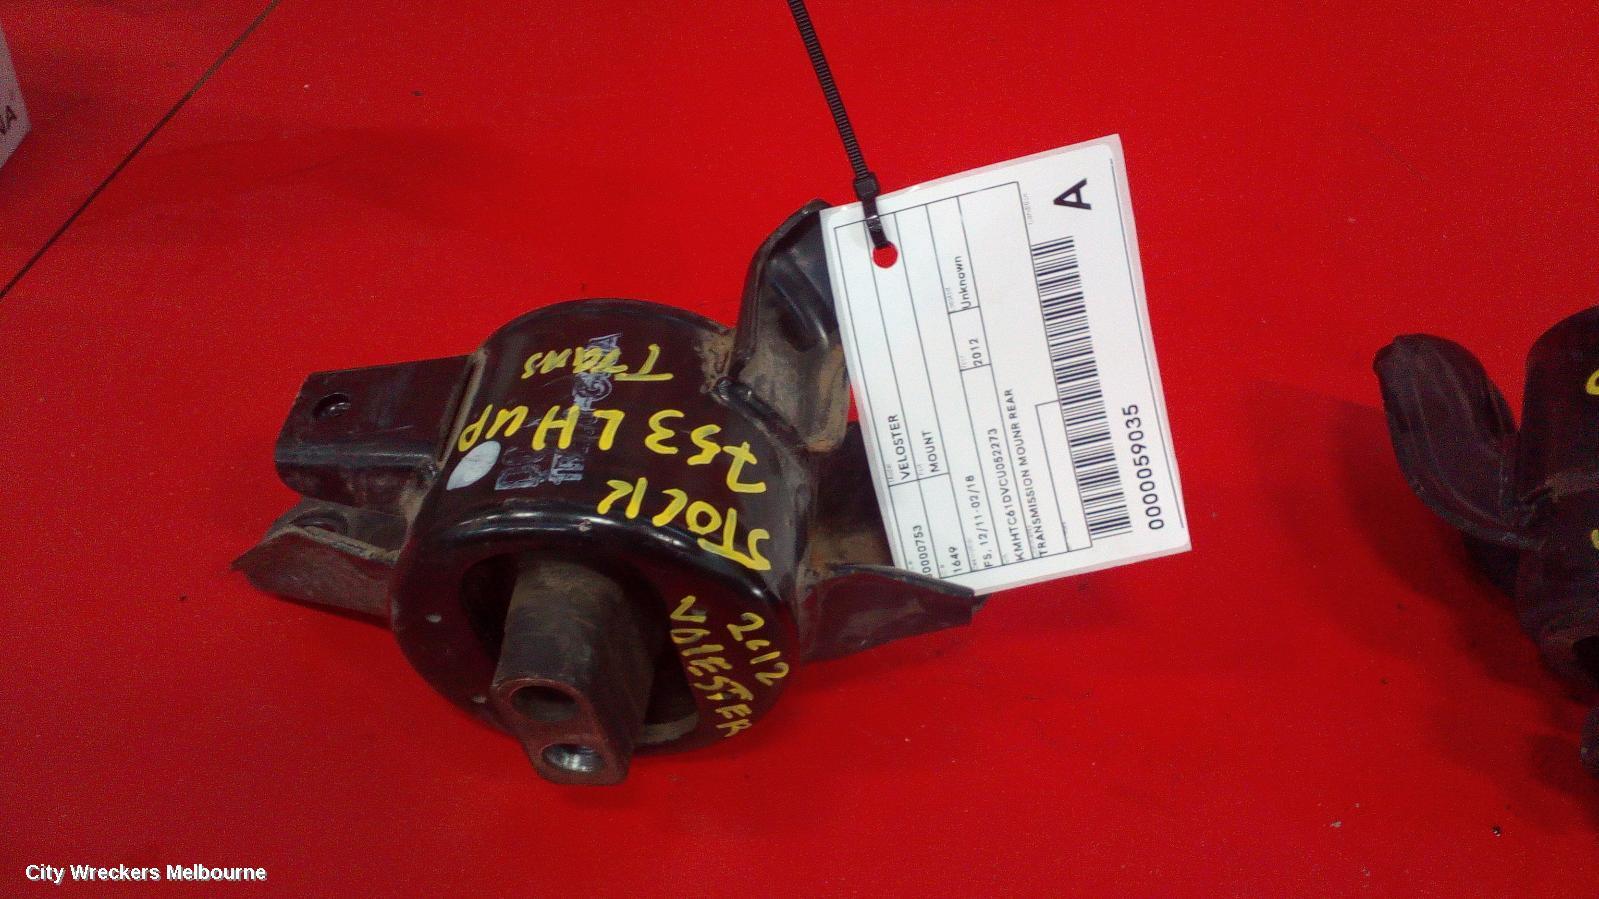 VELOSTER
0000753
MOUNT
1649
2012
Unknown
FS, 12/11-02/18
KMHTC61DVCU052273
TRANSMISSION MOUNR REAR
A
0000059035
STOCK
753 LH UP
Trans
2012
VOlESTER
City Wreckers Melbourne